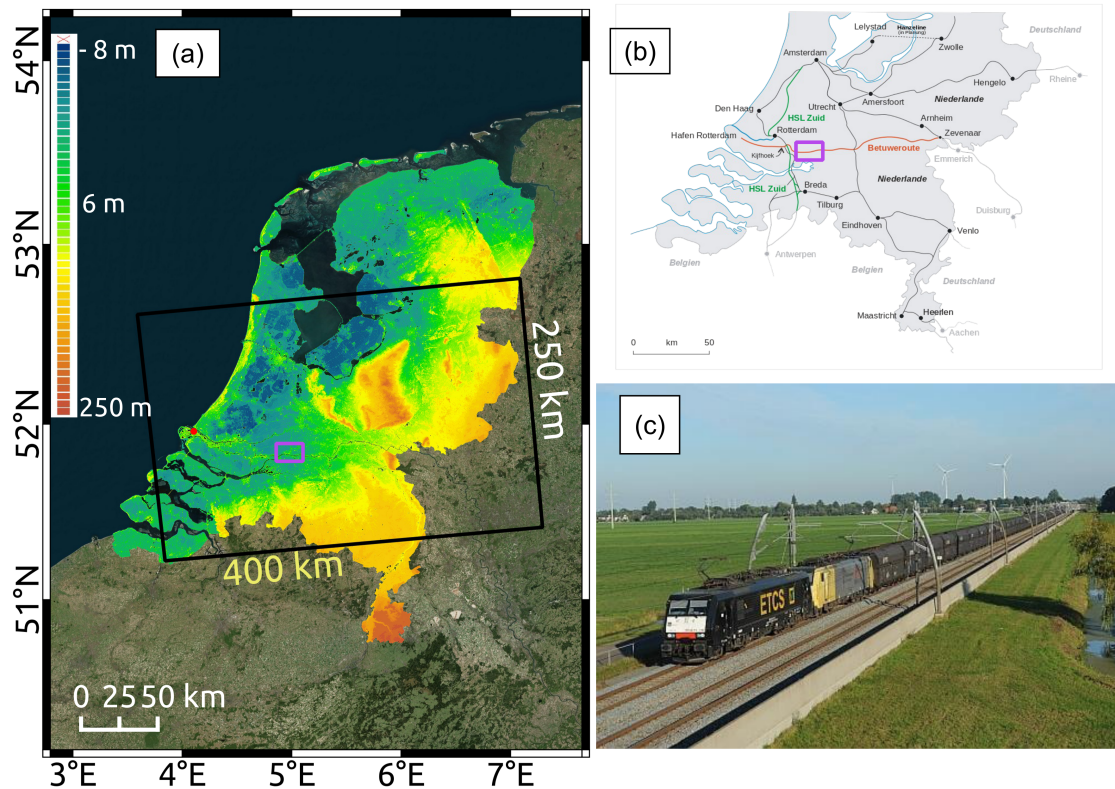 (a)
- 8 m
6 m
250 m
54°N
53°N
52°N
51°N
250 km
400 km
0 25 50 km
3°E 4°E 5°E 6°E 7°E
(b)
Lelystad
Hanzeline
(in Planung)
Deutschland
Zwolle
Amsterdam
Hengelo
Rheine
Den Haag
Utrecht
Amersfoort
Niederlande
HSL Zuid
Arnheim
Hafen Rotterdam
Rotterdam
Zevenaar
Kijfhoek
Betuweroute
Emmerich
Niederlande
HSL Zuid
Breda
Tilburg
Duisburg
Eindhoven
Venlo
Antwerpen
Belgien
Belgien
Deutschland
Maastricht
Heerlen
Aachen
0 km 50
(c)
ETCS